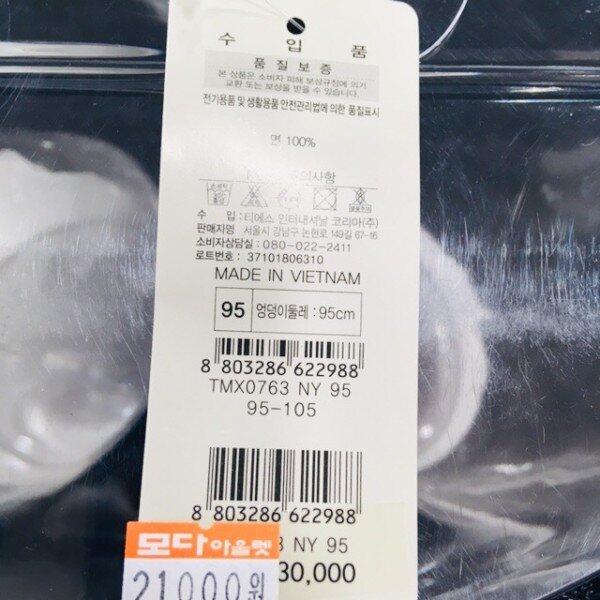 수 입 품
품 질 보 증
본 상품은 소비자 피해 보상규정에 의거
교환 또는 보상을 받을 수 있습니다.
전기용품 및 생활용품 안전관리법에 의한 품질표시
면 100%
의사항
수 입 : 티에스 인터내셔날 코리아(주)
판매자명 서울시 강남구 논현로 149길 67-16
소비자상담실 : 080-022-2411
로트번호 : 37101806310
MADE IN VIETNAM
95 엉덩이둘레 : 95cm
8 803286 622988
TMX0763 NY 95
95-105
8 803286 622988
3 NY 95
모다아울렛
30,000
21000원